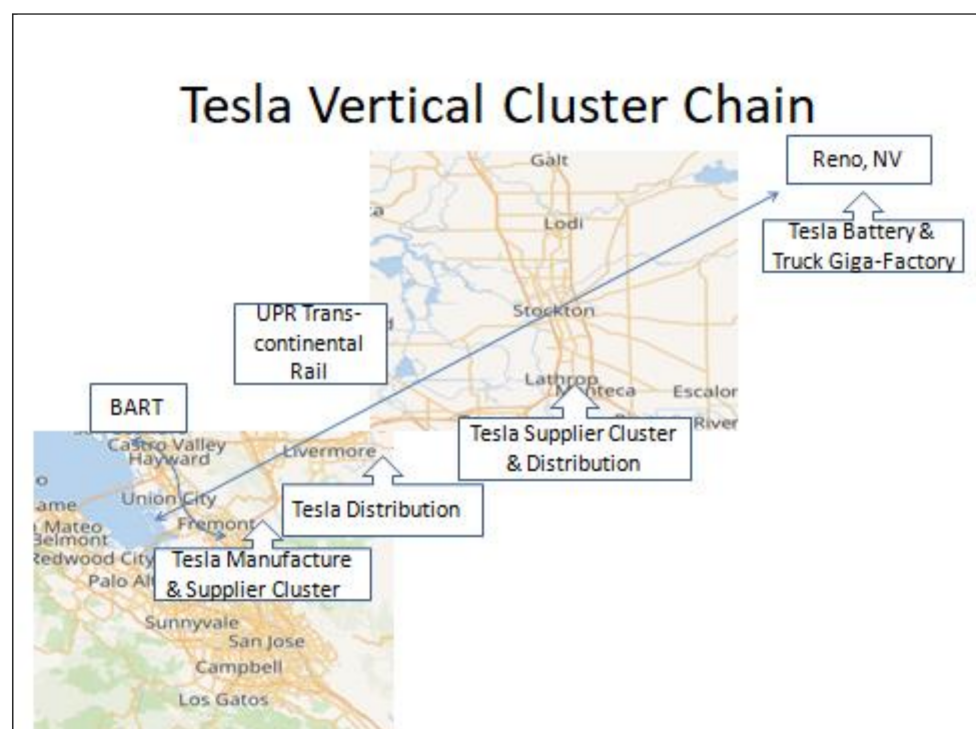 Tesla Vertical Cluster Chain
Reno, NV
Galt
Tesla Battery &
Truck Giga-Factory
Lodi
UPR Trans-
continental
Rail
Stockton
BART
Lathrop
Manteca
Escalon
River
Tesla Supplier Cluster
& Distribution
Castro Valley
Hayward
Livermore
Union City
Tesla Distribution
Fremont
Mateo
Belmont
Redwood City
Tesla Manufacture
& Supplier Cluster
Palo Al
Sunnyvale
San Jose
Campbell
Los Gatos